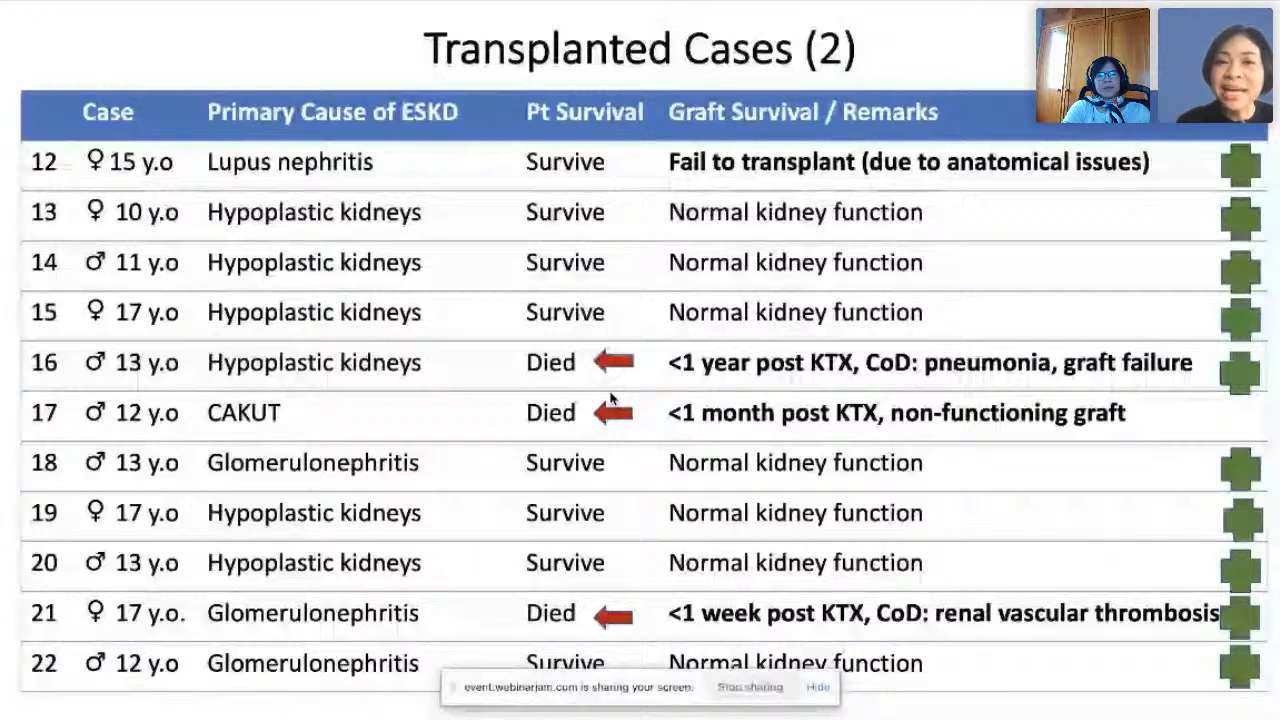 Transplanted Cases (2)
Case Primary Cause of ESKD Pt Survival Graft Survival / Remarks
12 ♀ 15 y.o Lupus nephritis Survive Fail to transplant (due to anatomical issues)
13 ♀ 10 y.o Hypoplastic kidneys Survive Normal kidney function
14 ♂ 11 y.o Hypoplastic kidneys Survive Normal kidney function
15 ♀ 17 y.o Hypoplastic kidneys Survive Normal kidney function
16 ♂ 13 y.o Hypoplastic kidneys Died <1 year post KTX, CoD: pneumonia, graft failure
17 ♂ 12 y.o CAKUT Died <1 month post KTX, non-functioning graft
18 ♂ 13 y.o Glomerulonephritis Survive Normal kidney function
19 ♀ 17 y.o Hypoplastic kidneys Survive Normal kidney function
20 ♂ 13 y.o Hypoplastic kidneys Survive Normal kidney function
21 ♀ 17 y.o. Glomerulonephritis Died <1 week post KTX, CoD: renal vascular thrombosis
22 ♂ 12 y.o Glomerulonephritis Survive Normal kidney function
event.webinarjam.com is sharing your screen. Stop sharing Hide